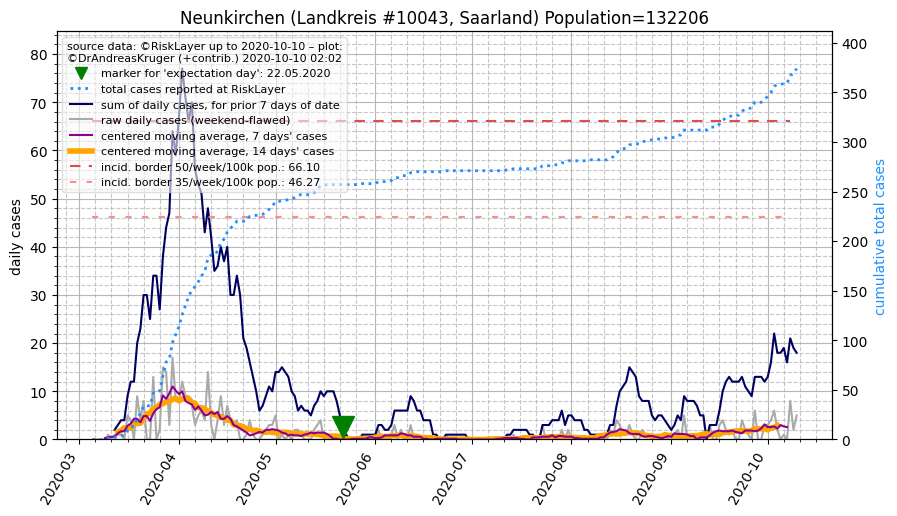 Neunkirchen (Landkreis #10043, Saarland) Population=132206
source data: ©RiskLayer up to 2020-10-10 – plot:
©DrAndreasKruger (+contrib.) 2020-10-10 02:02
marker for 'expectation day': 22.05.2020
total cases reported at RiskLayer
sum of daily cases, for prior 7 days of date
raw daily cases (weekend-flawed)
centered moving average, 7 days' cases
centered moving average, 14 days' cases
incid. border 50/week/100k pop.: 66.10
incid. border 35/week/100k pop.: 46.27
daily cases
80
70
60
50
40
30
20
10
0
cumulative total cases
400
350
300
250
200
150
100
50
0
2020-03
2020-04
2020-05
2020-06
2020-07
2020-08
2020-09
2020-10